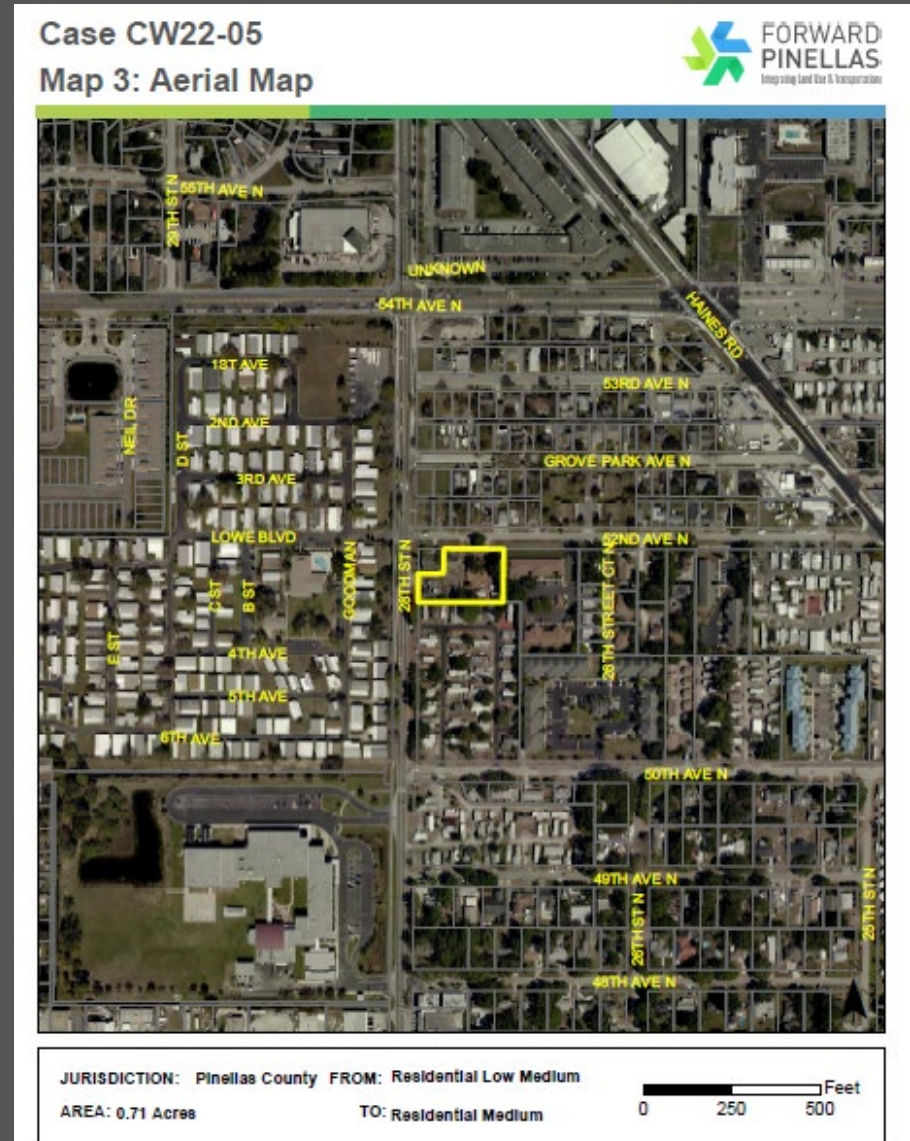 Case CW22-05
Map 3: Aerial Map
FORWARD
PINELLAS
Integrating Land Use & Transportation
29TH ST N
55TH AVE N
UNKNOWN
54TH AVE N
HAINES RD
1ST AVE
53RD AVE N
NEIL DR
D ST
2ND AVE
GROVE PARK AVE N
3RD AVE
LOWE BLVD
28TH ST N
52ND AVE N
GOODMAN
C ST
B ST
26TH STREET CT N
E ST
4TH AVE
5TH AVE
6TH AVE
50TH AVE N
49TH AVE N
26TH ST N
25TH ST N
48TH AVE N
JURISDICTION: Pinellas County FROM: Residential Low Medium
AREA: 0.71 Acres TO: Residential Medium
Feet
0 250 500